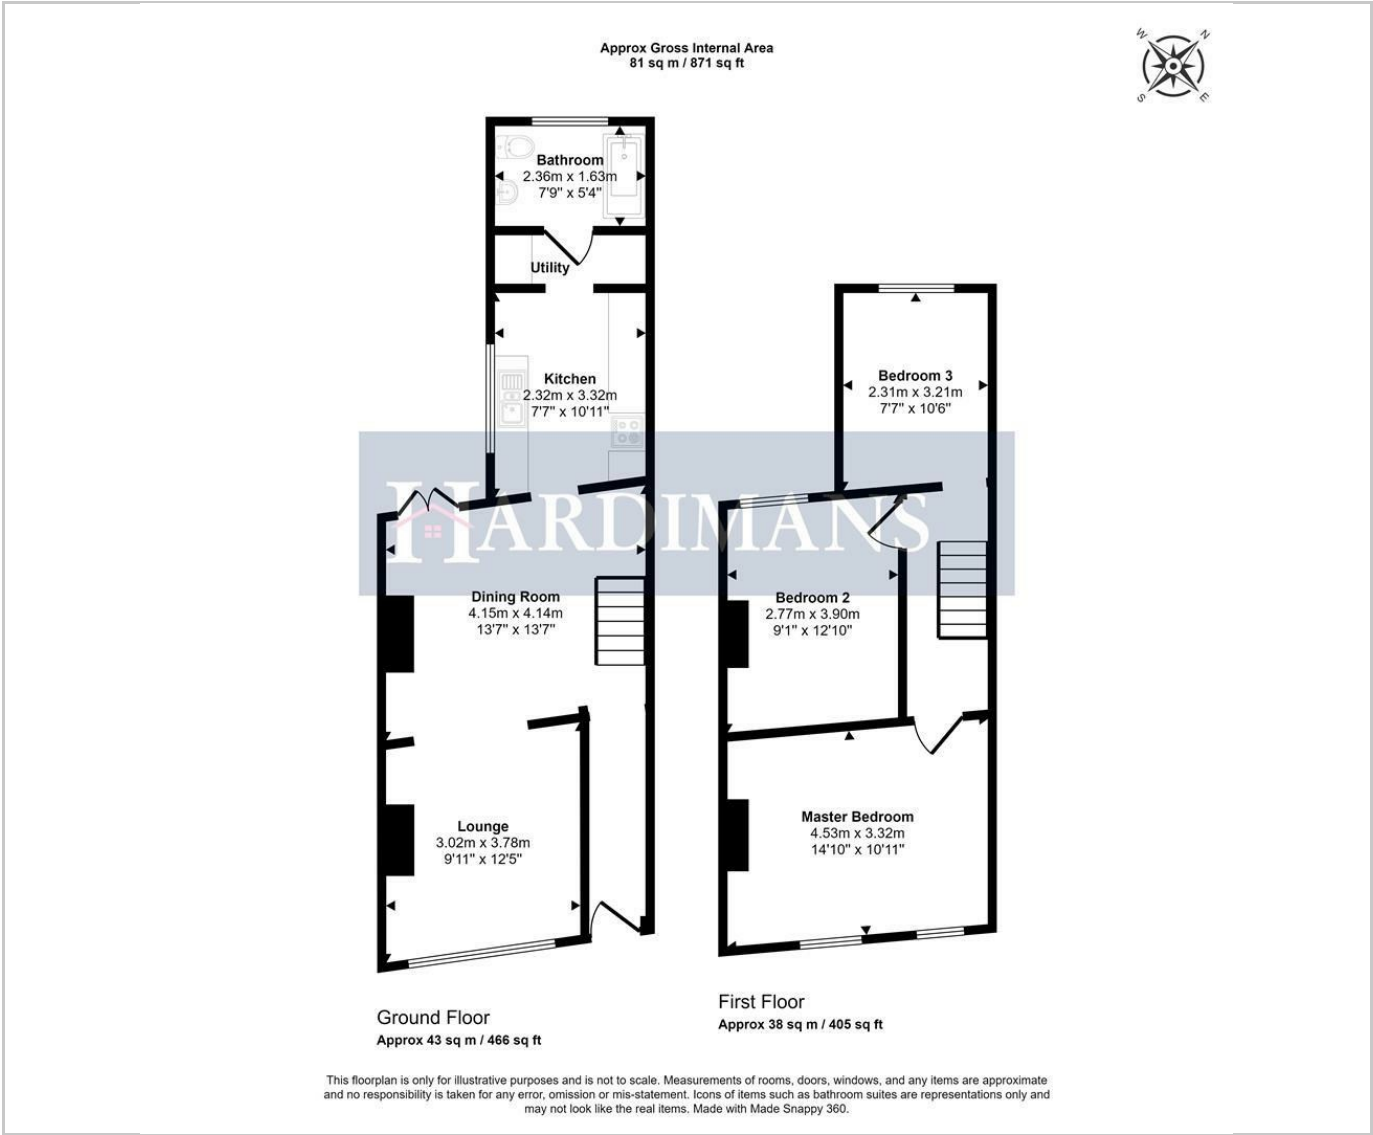 Approx Gross Internal Area
81 sq m / 871 sq ft
W
N
S
E
Bathroom
2.36m x 1.63m
7'9" x 5'4"
Utility
Kitchen
2.32m x 3.32m
7'7" x 10'11"
Bedroom 3
2.31m x 3.21m
7'7" x 10'6"
HARDIMANS
Dining Room
4.15m x 4.14m
13'7" x 13'7"
Bedroom 2
2.77m x 3.90m
9'1" x 12'10"
Lounge
3.02m x 3.78m
9'11" x 12'5"
Master Bedroom
4.53m x 3.32m
14'10" x 10'11"
Ground Floor
Approx 43 sq m / 466 sq ft
First Floor
Approx 38 sq m / 405 sq ft
This floorplan is only for illustrative purposes and is not to scale. Measurements of rooms, doors, windows, and any items are approximate
and no responsibility is taken for any error, omission or mis-statement. Icons of items such as bathroom suites are representations only and
may not look like the real items. Made with Made Snappy 360.